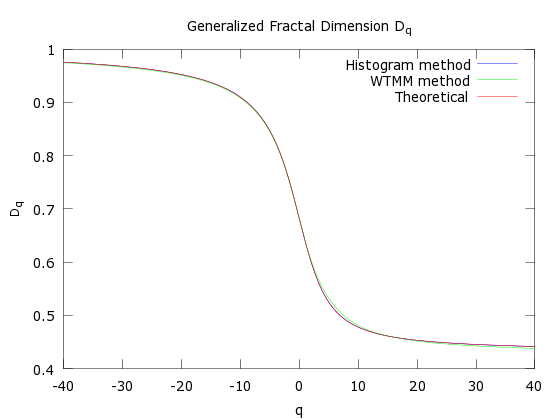 Generalized Fractal Dimension Dq
1
0.9
0.8
0.7
0.6
0.5
0.4
Dq
Histogram method
WTMM method
Theoretical
-40 -30 -20 -10 0 10 20 30 40
q